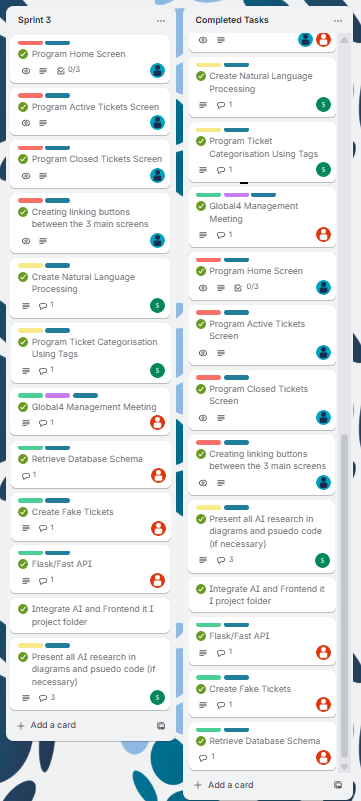 Sprint 3
Program Home Screen
0/3
Program Active Tickets Screen
Program Closed Tickets Screen
Creating linking buttons
between the 3 main screens
Create Natural Language
Processing
1
S
Program Ticket Categorisation
Using Tags
1
S
Global4 Management Meeting
1
Retrieve Database Schema
1
Create Fake Tickets
1
Flask/Fast API
1
Integrate AI and Frontend it I
project folder
Present all AI research in
diagrams and psuedo code (if
necessary)
3
S
+ Add a card
Completed Tasks
Create Natural Language
Processing
1
S
Program Ticket
Categorisation Using Tags
1
S
Global4 Management
Meeting
1
Program Home Screen
0/3
Program Active Tickets
Screen
Program Closed Tickets
Screen
Creating linking buttons
between the 3 main screens
Present all AI research in
diagrams and psuedo code
(if necessary)
3
S
Integrate AI and Frontend it
I project folder
Flask/Fast API
1
Create Fake Tickets
1
Retrieve Database Schema
1
+ Add a card